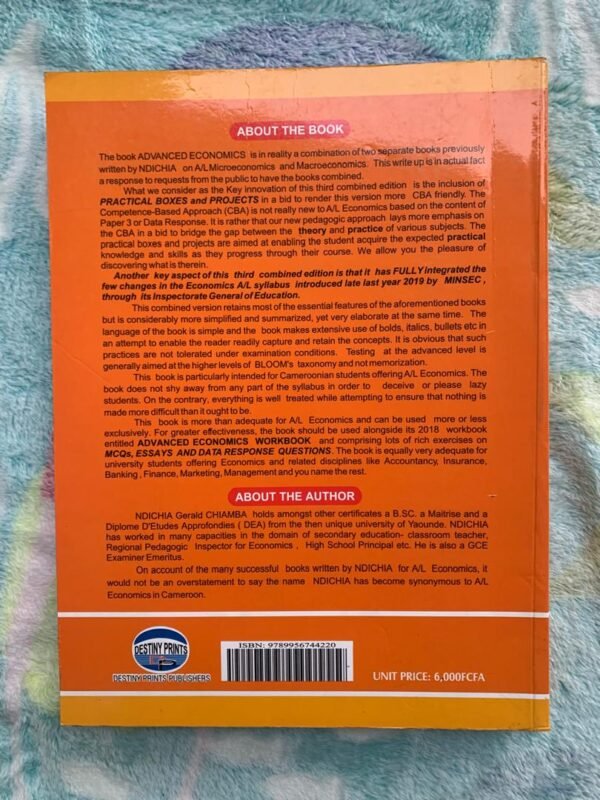 ABOUT THE BOOK
The book ADVANCED ECONOMICS is in reality a combination of two separate books previously
written by NDICHIA on A/L Microeconomics and Macroeconomics. This write up is in actual fact
a response to requests from the public to have the books combined.
What we consider as the Key innovation of this third combined edition is the inclusion of
PRACTICAL BOXES and PROJECTS in a bid to render this version more CBA friendly. The
Competence-Based Approach (CBA) is not really new to A/L Economics based on the content of
Paper 3 or Data Response. It is rather that our new pedagogic approach lays more emphasis on
the CBA in a bid to bridge the gap between the theory and practice of various subjects. The
practical boxes and projects are aimed at enabling the student acquire the expected practical
knowledge and skills as they progress through their course. We allow you the pleasure of
discovering what is therein.
Another key aspect of this third combined edition is that it has FULLY integrated the
few changes in the Economics A/L syllabus introduced late last year 2019 by MINSEC ,
through its Inspectorate General of Education.
This combined version retains most of the essential features of the aforementioned books
but is considerably more simplified and summarized, yet very elaborate at the same time. The
language of the book is simple and the book makes extensive use of bolds, italics, bullets etc in
an attempt to enable the reader readily capture and retain the concepts. It is obvious that such
practices are not tolerated under examination conditions. Testing at the advanced level is
generally aimed at the higher levels of BLOOM's taxonomy and not memorization.
This book is particularly intended for Cameroonian students offering A/L Economics. The
book does not shy away from any part of the syllabus in order to deceive or please lazy
students. On the contrary, everything is well treated while attempting to ensure that nothing is
made more difficult than it ought to be.
This book is more than adequate for A/L Economics and can be used more or less
exclusively. For greater effectiveness, the book should be used alongside its 2018 workbook
entitled ADVANCED ECONOMICS WORKBOOK and comprising lots of rich exercises on
MCQs, ESSAYS AND DATA RESPONSE QUESTIONS. The book is equally very adequate for
university students offering Economics and related disciplines like Accountancy, Insurance,
Banking , Finance, Marketing, Management and you name the rest.
ABOUT THE AUTHOR
NDICHIA Gerald CHIAMBA holds amongst other certificates a B.SC. a Maitrise and a
Diplome D'Etudes Approfondies ( DEA) from the then unique university of Yaounde. NDICHIA
has worked in many capacities in the domain of secondary education- classroom teacher,
Regional Pedagogic Inspector for Economics , High School Principal etc. He is also a GCE
Examiner Emeritus.
On account of the many successful books written by NDICHIA for A/L Economics, it
would not be an overstatement to say the name NDICHIA has become synonymous to A/L
Economics in Cameroon.
DESTINY PRINTS
DESTINY PRINTS PUBLISHERS
ISBN: 9789956744220
UNIT PRICE: 6,000FCFA